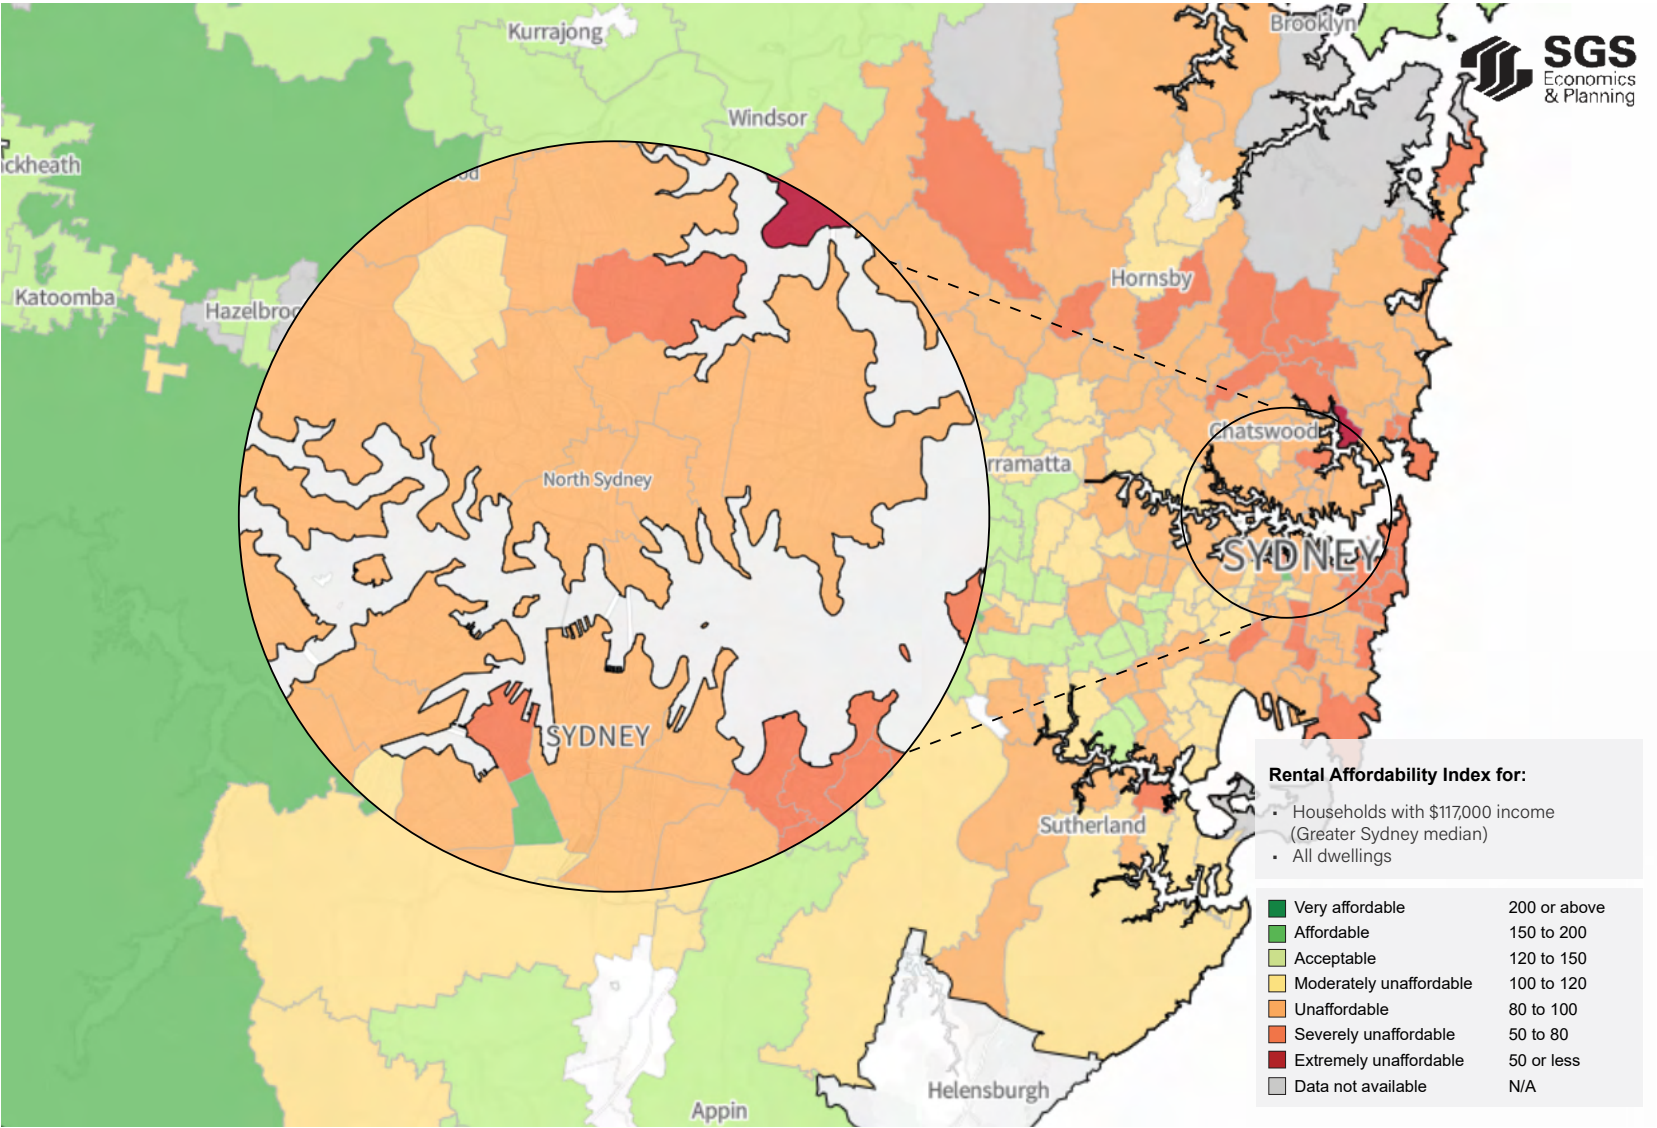 Kurrajong
Brooklyn
SGS
Economics
& Planning
Windsor
ckheath
od
Hornsby
Katoomba
Hazelbroo
Chatswood
rramatta
North Sydney
SYDNEY
SYDNEY
Rental Affordability Index for:
• Households with $117,000 income
(Greater Sydney median)
• All dwellings
Sutherland
Very affordable 200 or above
Affordable 150 to 200
Acceptable 120 to 150
Moderately unaffordable 100 to 120
Unaffordable 80 to 100
Severely unaffordable 50 to 80
Extremely unaffordable 50 or less
Data not available N/A
Helensburgh
Appin